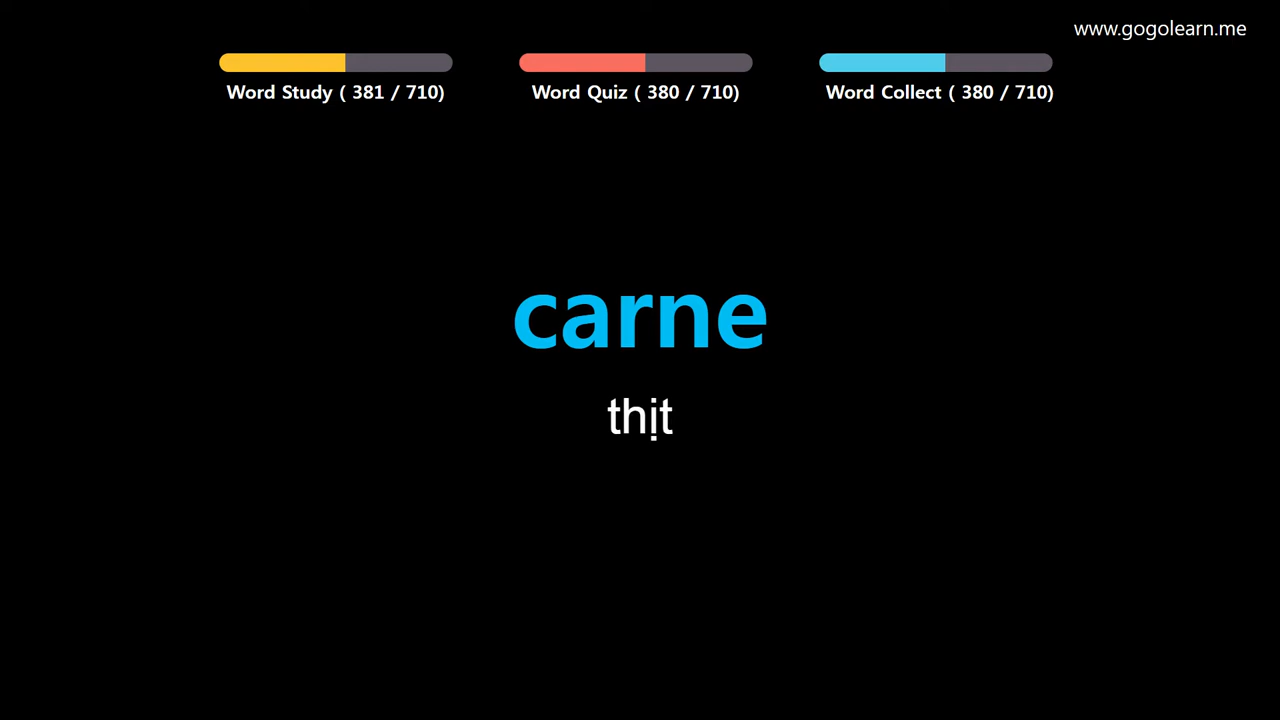 www.gogolearn.me
Word Study ( 381 / 710)
Word Quiz ( 380 / 710)
Word Collect ( 380 / 710)
carne
thịt